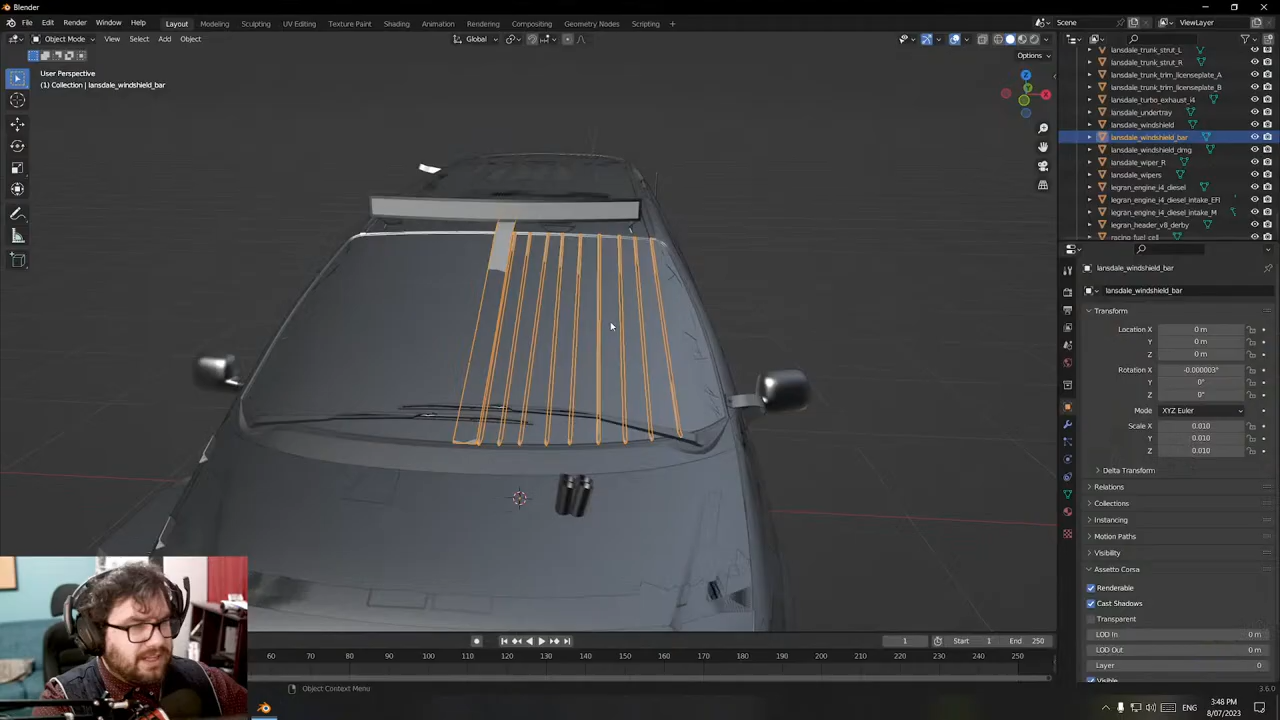 Blender
File Edit Render Window Help Layout Modeling Sculpting UV Editing Texture Paint Shading Animation Rendering Compositing Geometry Nodes Scripting + Scene ViewLayer
Object Mode View Select Add Object Global
Options
User Perspective
(1) Collection | lansdale_windshield_bar
Z
X
Y
lansdale_trunk_strut_L
lansdale_trunk_strut_R
lansdale_trunk_trim_licenseplate_A
lansdale_trunk_trim_licenseplate_B
lansdale_turbo_exhaust_i4
lansdale_undertray
lansdale_windshield
lansdale_windshield_bar
lansdale_windshield_dmg
lansdale_wiper_R
lansdale_wipers
legran_engine_i4_diesel
legran_engine_i4_diesel_intake_EFI
legran_engine_i4_diesel_intake_M
legran_header_v8_derby
racing_fuel_cell
lansdale_windshield_bar
lansdale_windshield_bar
Transform
Location X 0 m
Y 0 m
Z 0 m
Rotation X -0.000003°
Y 0°
Z 0°
Mode XYZ Euler
Scale X 0.010
Y 0.010
Z 0.010
Delta Transform
Relations
Collections
Instancing
Motion Paths
Visibility
Assetto Corsa
Renderable
Cast Shadows
Transparent
LOD In 0 m
LOD Out 0 m
Layer 0
Visible
1 Start 1 End 250
60 70 80 90 100 110 120 130 140 150 160 170 180 190 200 210 220 230 240 250
Object Context Menu
3.6.0
ENG
3:48 PM
8/07/2023